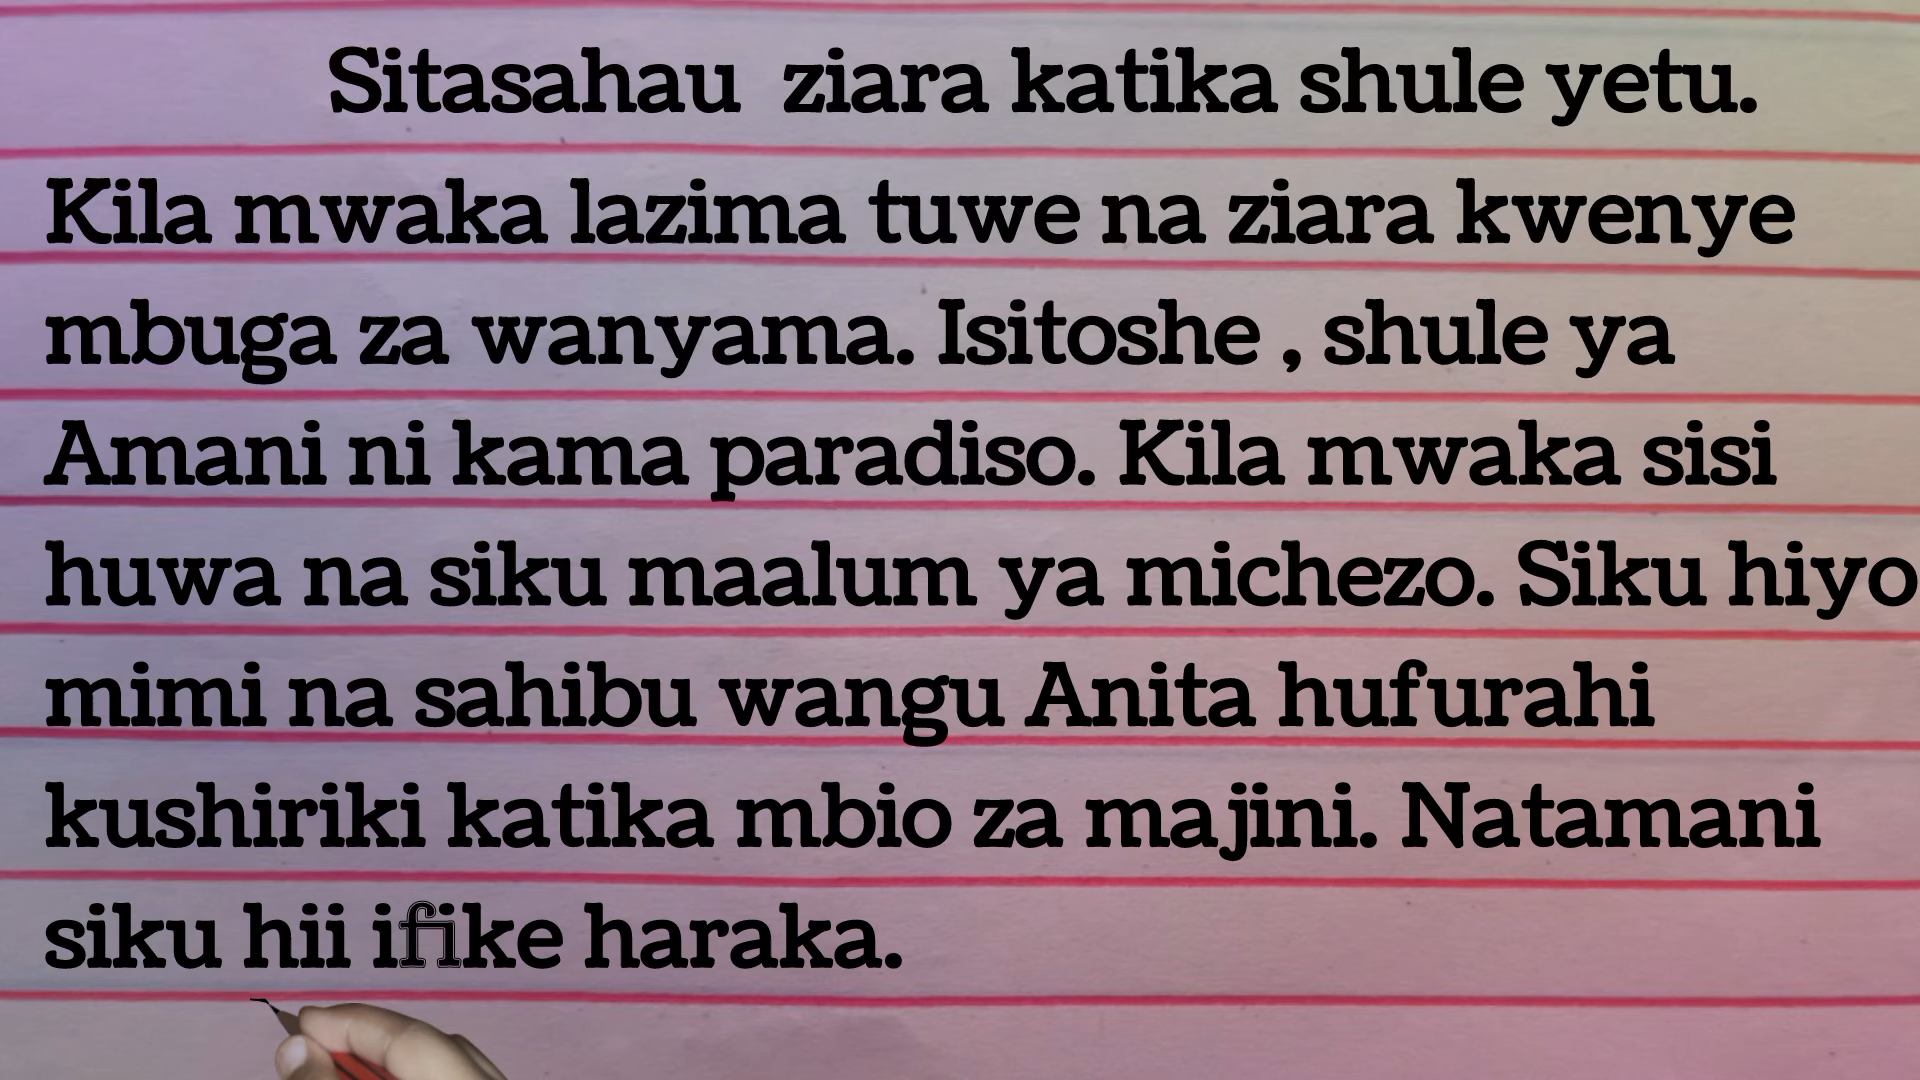 Sitasahau ziara katika shule yetu.
Kila mwaka lazima tuwe na ziara kwenye
mbuga za wanyama. Isitoshe , shule ya
Amani ni kama paradiso. Kila mwaka sisi
huwa na siku maalum ya michezo. Siku hiyo
mimi na sahibu wangu Anita hufurahi
kushiriki katika mbio za majini. Natamani
siku hii ifike haraka.